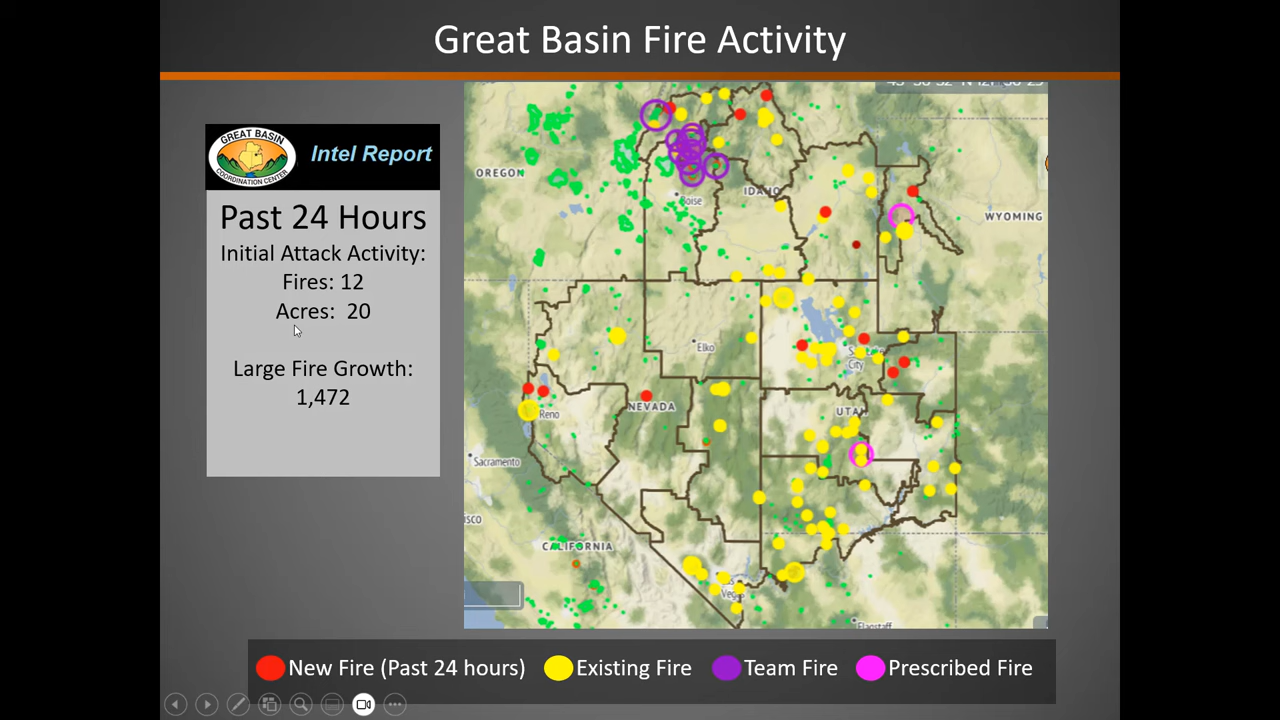 Great Basin Fire Activity
GREAT BASIN
COORDINATION CENTER
Intel Report
Past 24 Hours
Initial Attack Activity:
Fires: 12
Acres: 20
Large Fire Growth:
1,472
OREGON
IDAHO
WYOMING
Elko
City
Reno
NEVADA
UTAH
Sacramento
isco
CALIFORNIA
Vegas
Flagstaff
New Fire (Past 24 hours)
Existing Fire
Team Fire
Prescribed Fire